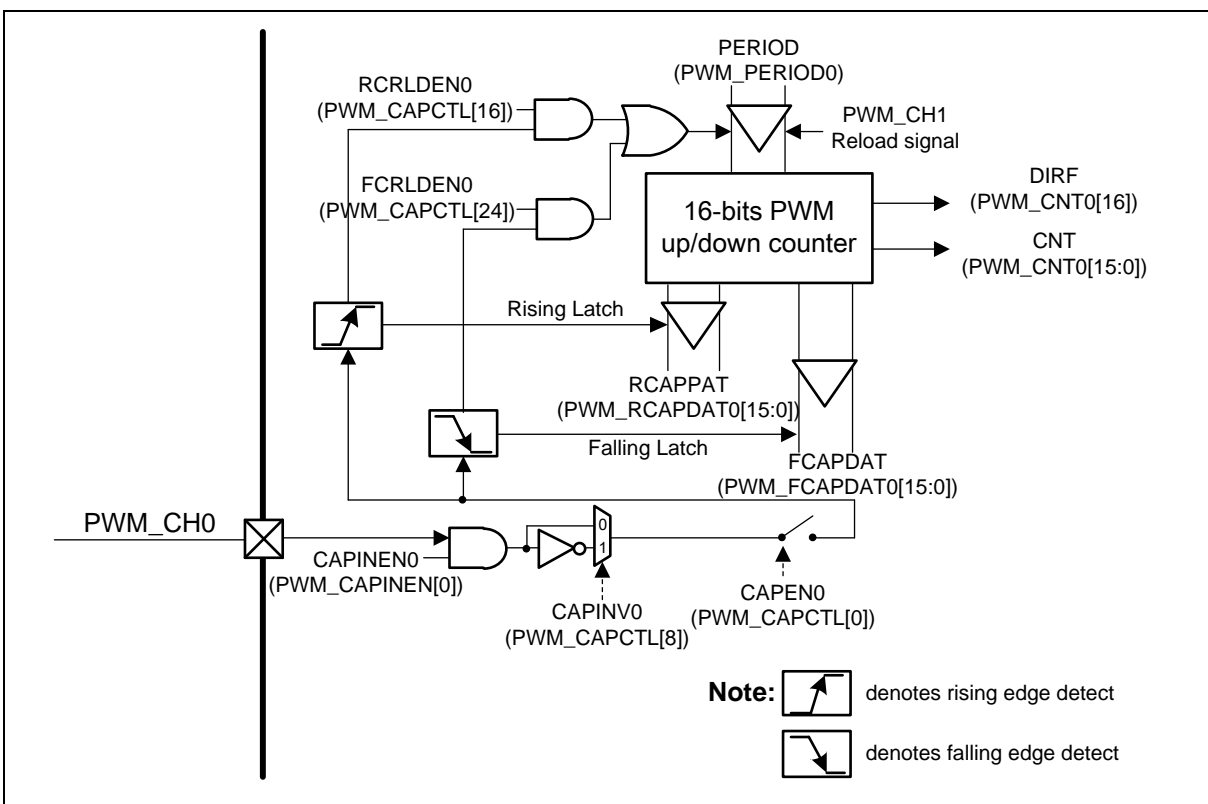 PERIOD
(PWM_PERIOD0)
RCRLDEN0
(PWM_CAPCTL[16])
PWM_CH1
Reload signal
FCRLDEN0
(PWM_CAPCTL[24])
16-bits PWM
up/down counter
DIRF
(PWM_CNT0[16])
CNT
(PWM_CNT0[15:0])
Rising Latch
RCAPPAT
(PWM_RCAPDAT0[15:0])
Falling Latch
FCAPDAT
(PWM_FCAPDAT0[15:0])
PWM_CH0
CAPINEN0
(PWM_CAPINEN[0])
0
1
CAPINV0
(PWM_CAPCTL[8])
CAPEN0
(PWM_CAPCTL[0])
Note:
denotes rising edge detect
denotes falling edge detect